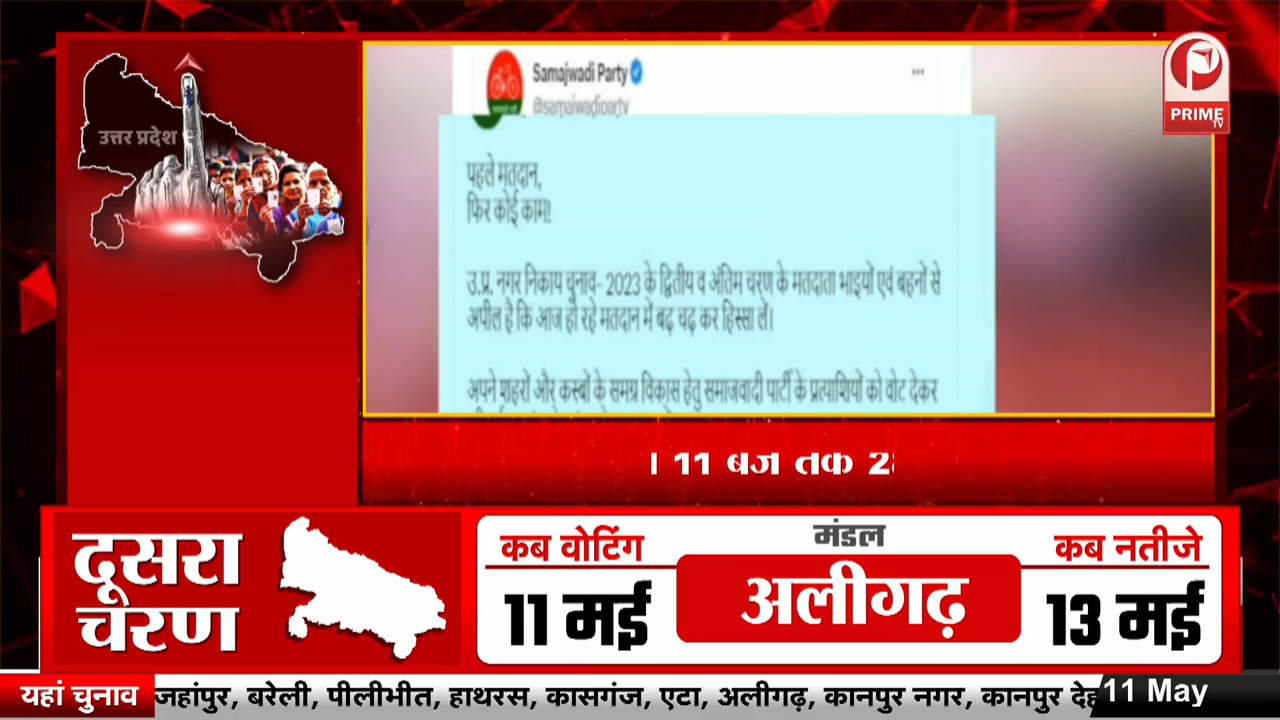 उत्तर प्रदेश
Samajwadi Party
@samajwadiparty
पहले मतदान,
फिर कोई काम!
उ.प्र. नगर निकाय चुनाव- 2023 के द्वितीय व अंतिम चरण के मतदाता भाइयों एवं बहनों से
अपील है कि आज हो रहे मतदान में बढ़ चढ़ कर हिस्सा लें।
अपने शहरों और कस्बों के समग्र विकास हेतु समाजवादी पार्टी के प्रत्याशियों को वोट देकर
PRIME
TV
11 बजे तक
दूसरा
चरण
कब वोटिंग
11 मई
मंडल
अलीगढ़
कब नतीजे
13 मई
यहां चुनाव
जहांपुर, बरेली, पीलीभीत, हाथरस, कासगंज, एटा, अलीगढ़, कानपुर नगर, कानपुर देह
11 May